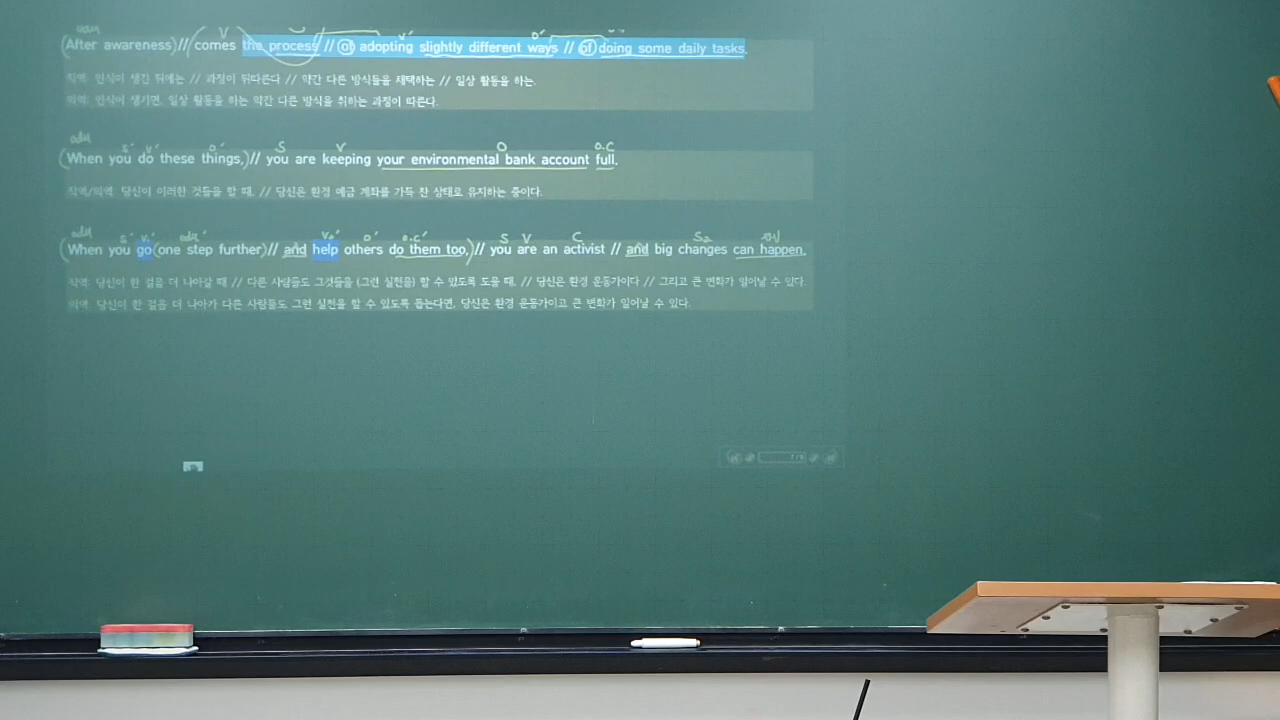 (After awareness)// comes the process // of adopting slightly different ways // of doing some daily tasks.
직역: 인식이 생긴 뒤에는 // 과정이 뒤따른다 // 약간 다른 방식들을 채택하는 // 일상 활동을 하는.
의역: 인식이 생기면, 일상 활동을 하는 약간 다른 방식을 취하는 과정이 따른다.
S´ V´ O´ S V O O.C
(When you do these things,)// you are keeping your environmental bank account full.
직역/의역: 당신이 이러한 것들을 할 때, // 당신은 환경 예금 계좌를 가득 찬 상태로 유지하는 중이다.
S´ O´ O.C´ S V C S₂
(When you go (one step further)// and help others do them too,)// you are an activist // and big changes can happen.
직역: 당신이 한 걸음 더 나아갈 때 // 다른 사람들도 그것들을 (그런 실천을) 할 수 있도록 도울 때, // 당신은 환경 운동가이다 // 그리고 큰 변화가 일어날 수 있다.
의역: 당신이 한 걸음 더 나아가 다른 사람들도 그런 실천을 할 수 있도록 돕는다면, 당신은 환경 운동가이고 큰 변화가 일어날 수 있다.